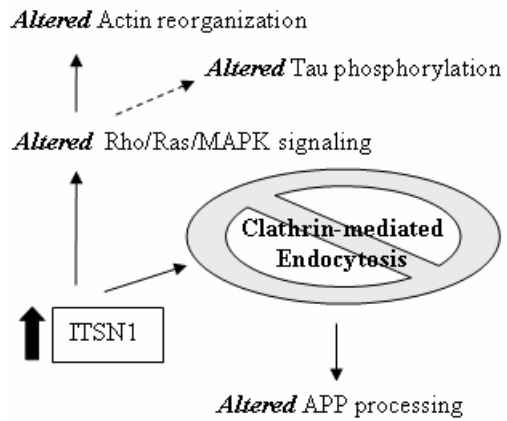 Altered Actin reorganization
Altered Tau phosphorylation
Altered Rho/Ras/MAPK signaling
Clathrin-mediated
Endocytosis
ITSN1
Altered APP processing